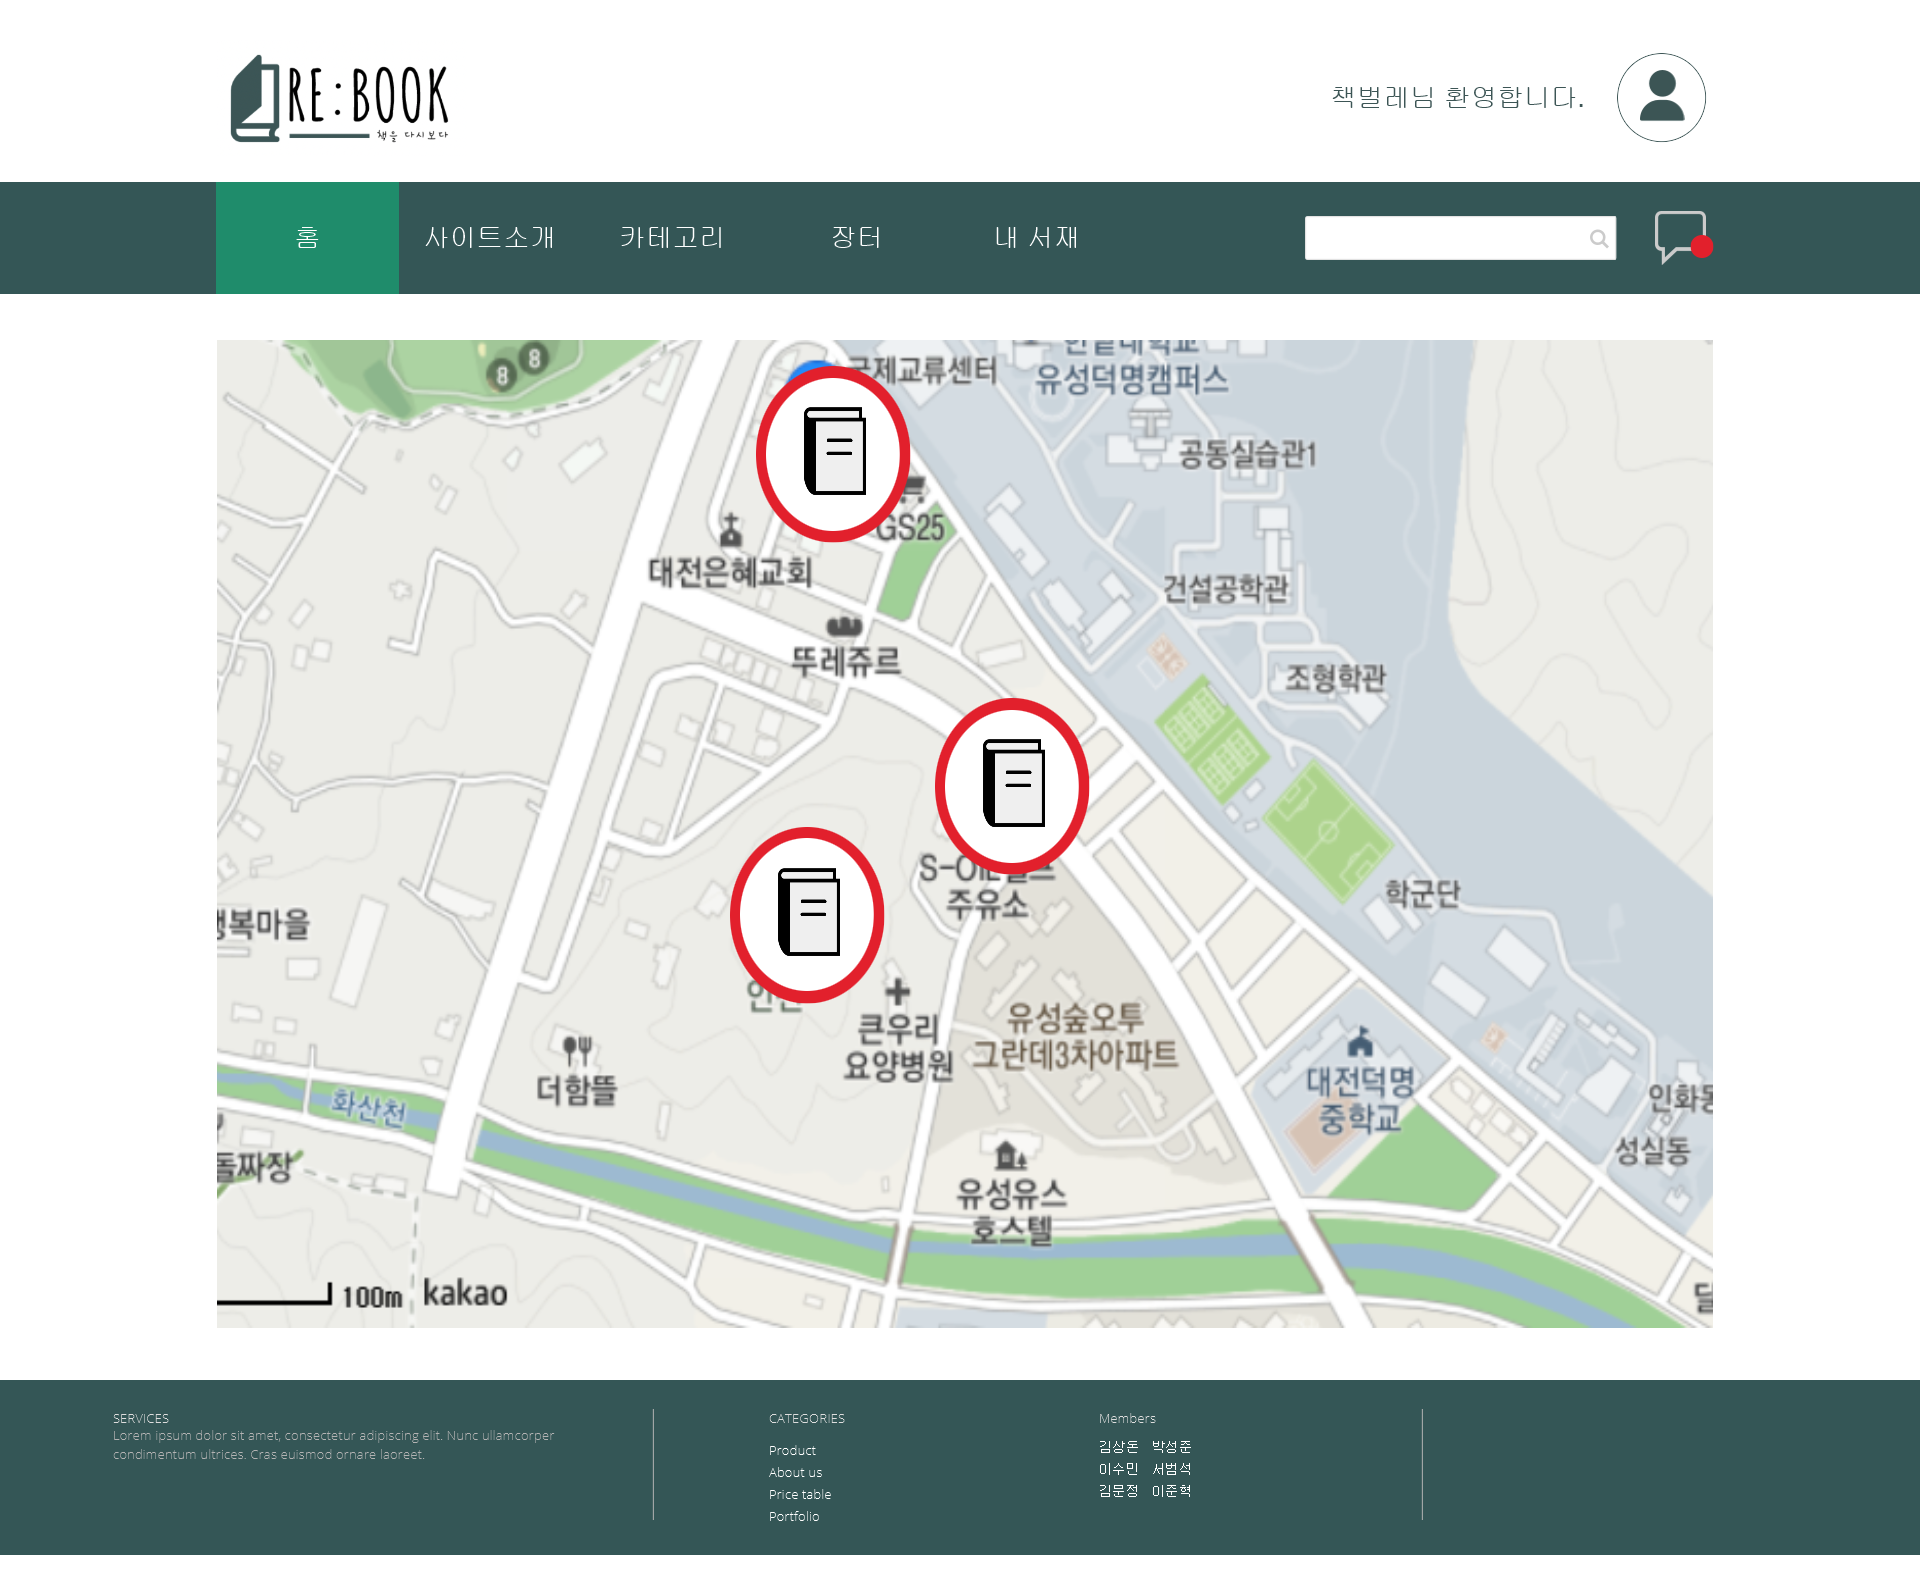 RE:BOOK
책을 다시보다
책벌레님 환영합니다.
홈
사이트소개
카테고리
장터
내 서재
8
8
국제교류센터
한밭대학교
유성덕명캠퍼스
공동실습관1
GS25
대전은혜교회
건설공학관
뚜레쥬르
조형학관
S-OIL
주유소
학군단
행복마을
큰우리
요양병원
유성숲오투
그란데3차아파트
더함뜰
대전덕명
중학교
화산천
인화동
성실동
돌짜장
유성유스
호스텔
100m
kakao
SERVICES
Lorem ipsum dolor sit amet, consectetur adipiscing elit. Nunc ullamcorper
condimentum ultrices. Cras euismod ornare laoreet.
CATEGORIES
Product
About us
Price table
Portfolio
Members
김상돈 박성준
이수민 서범석
김문정 이준혁